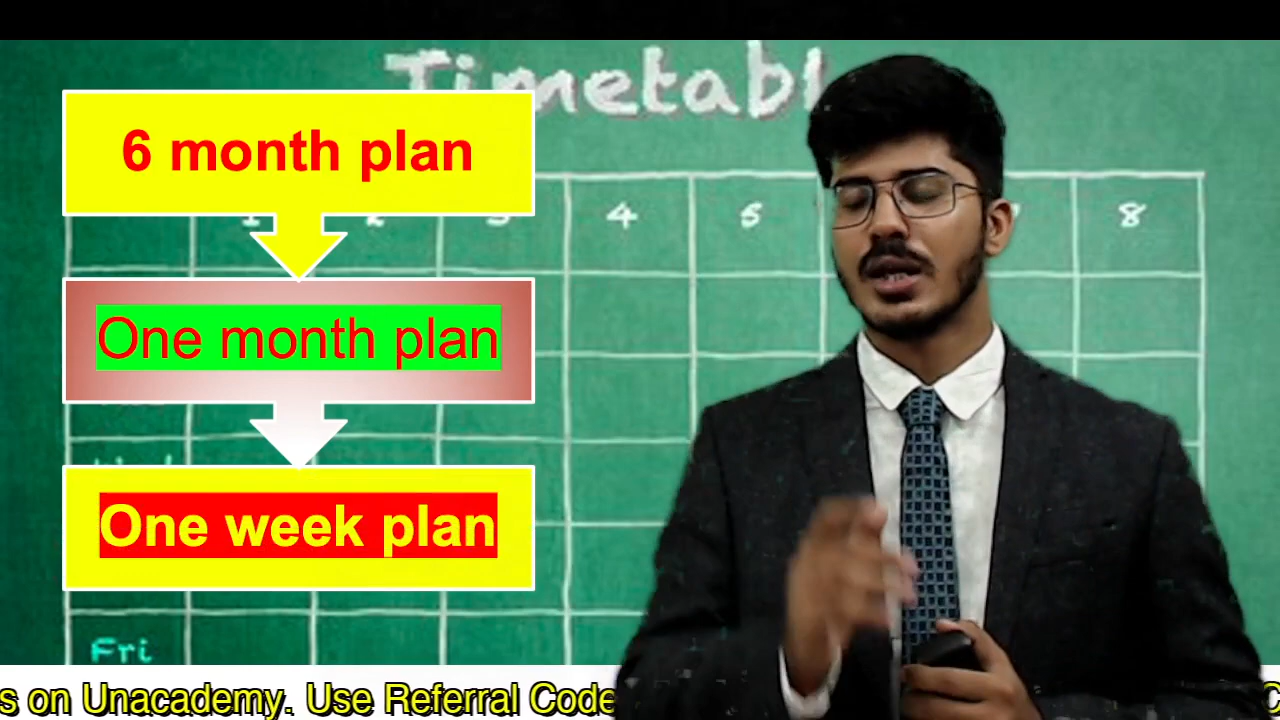 Timetabl
6 month plan
4 5 8
One month plan
One week plan
Fri
s on Unacademy. Use Referral Code